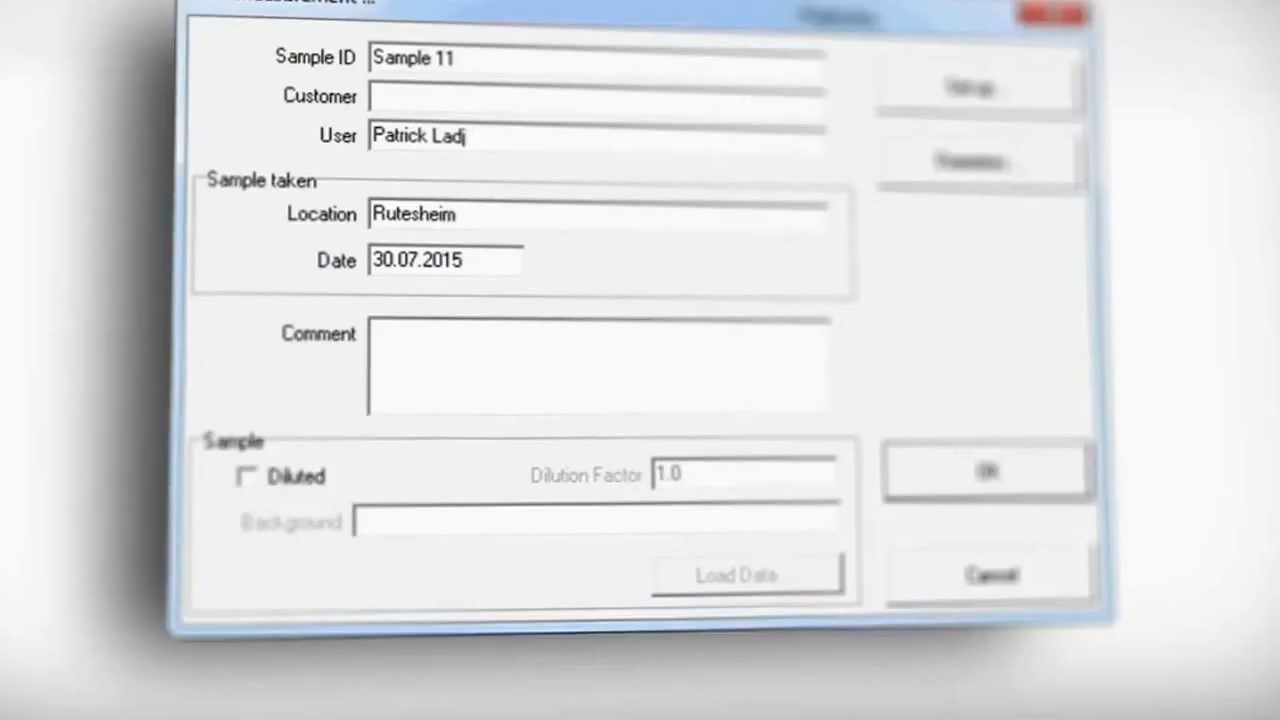 Sample ID Sample 11
Customer
User Patrick Ladj
Sample taken
Location Rutesheim
Date 30.07.2015
Comment
Sample
Diluted Dilution Factor 1.0
Background
Load Data...
OK
Cancel